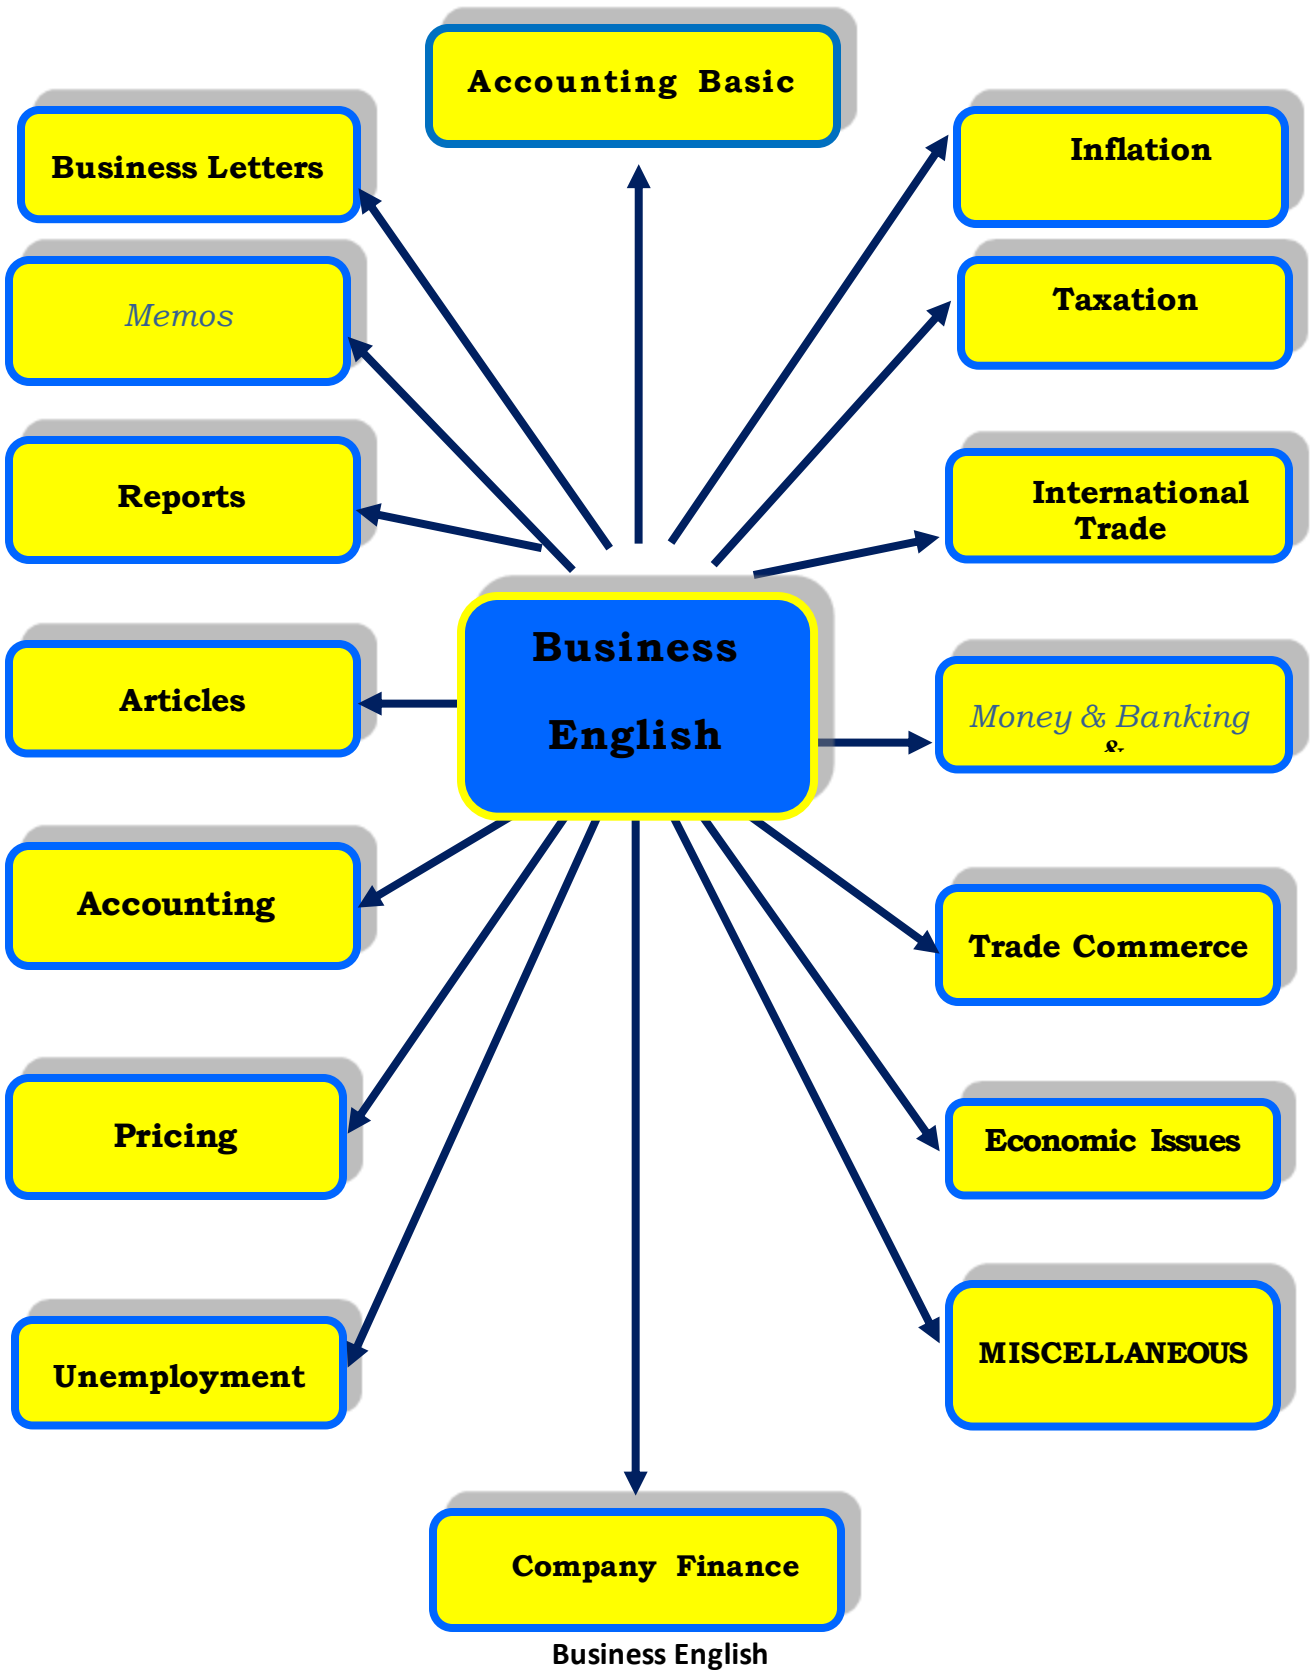 Accounting Basic
Business Letters
Inflation
Memos
Taxation
Reports
International
Trade
Business
English
Articles
Money & Banking
&
Accounting
Trade Commerce
Pricing
Economic Issues
Unemployment
MISCELLANEOUS
Company Finance
Business English